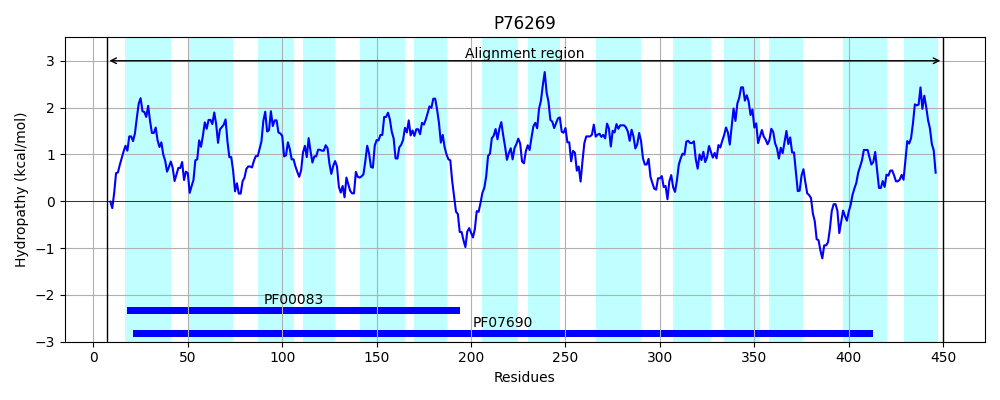 P76269
Alignment region
3
2
1
0
−1
−2
−3
Hydropathy (kcal/mol)
PF00083
PF07690
0 50 100 150 200 250 300 350 400 450
Residues